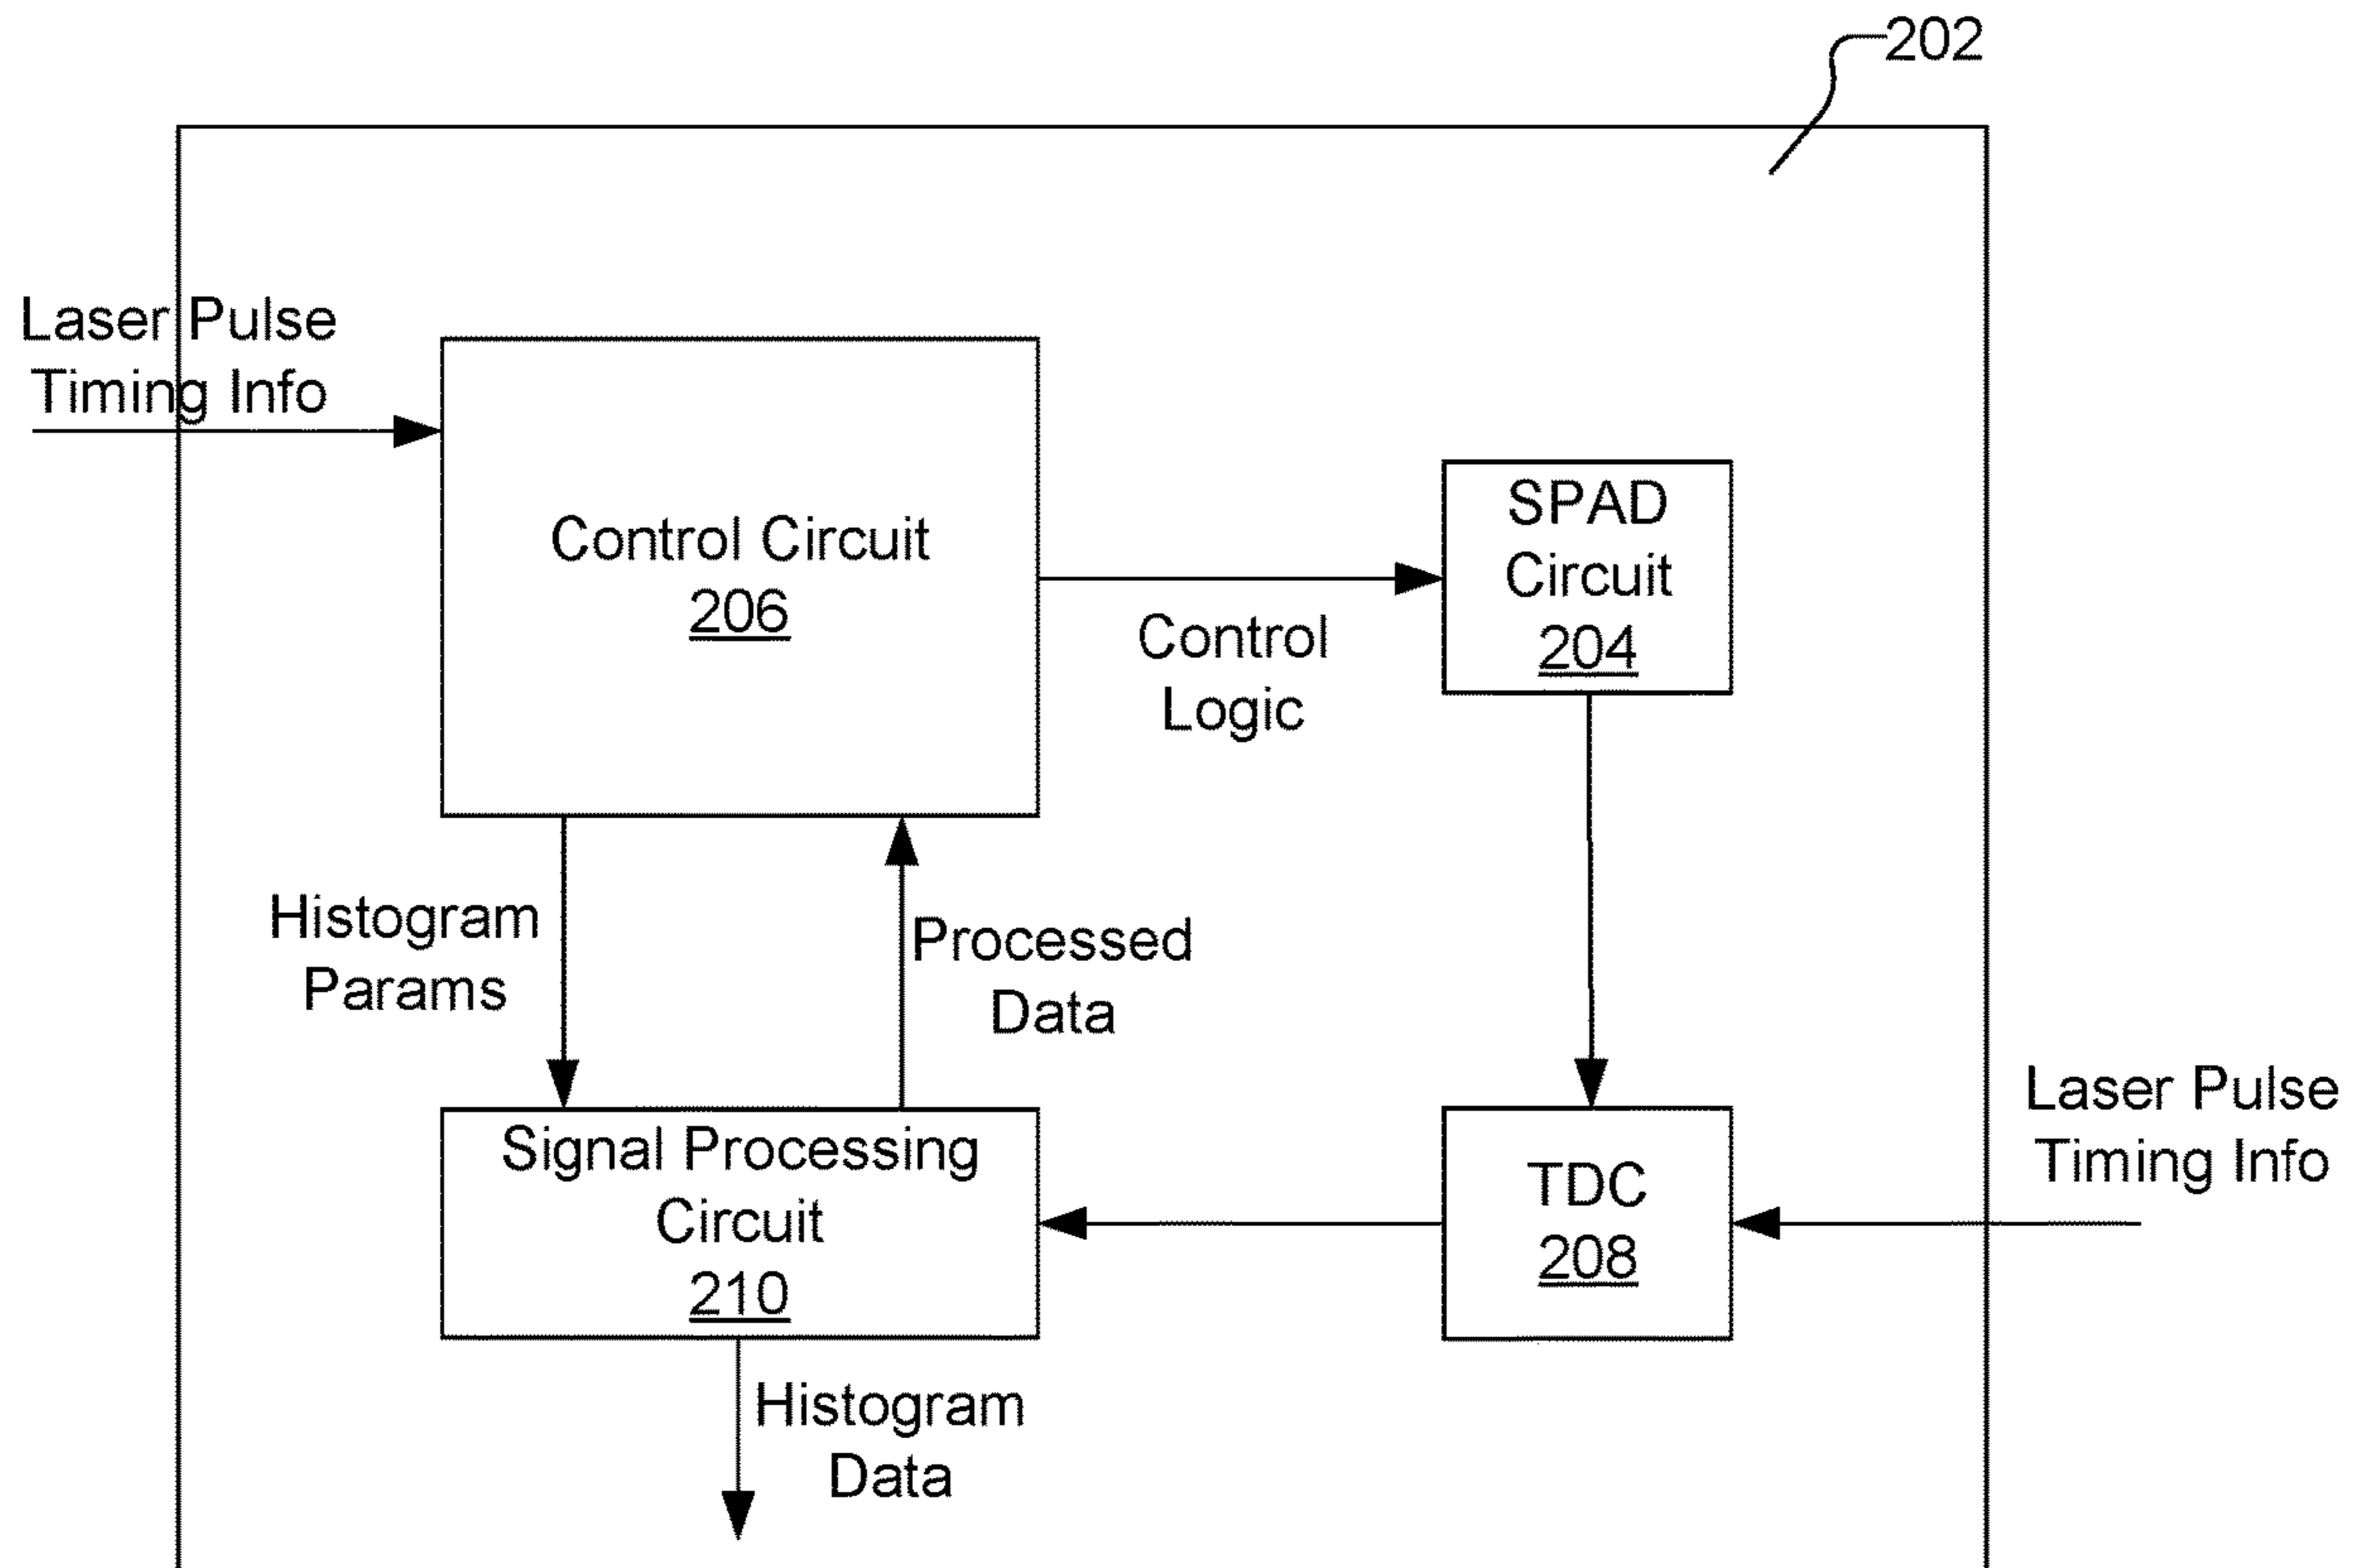 202
Laser Pulse
Timing Info
Control Circuit
206
SPAD
Circuit
204
Control
Logic
Histogram
Params
Processed
Data
Signal Processing
Circuit
210
TDC
208
Laser Pulse
Timing Info
Histogram
Data